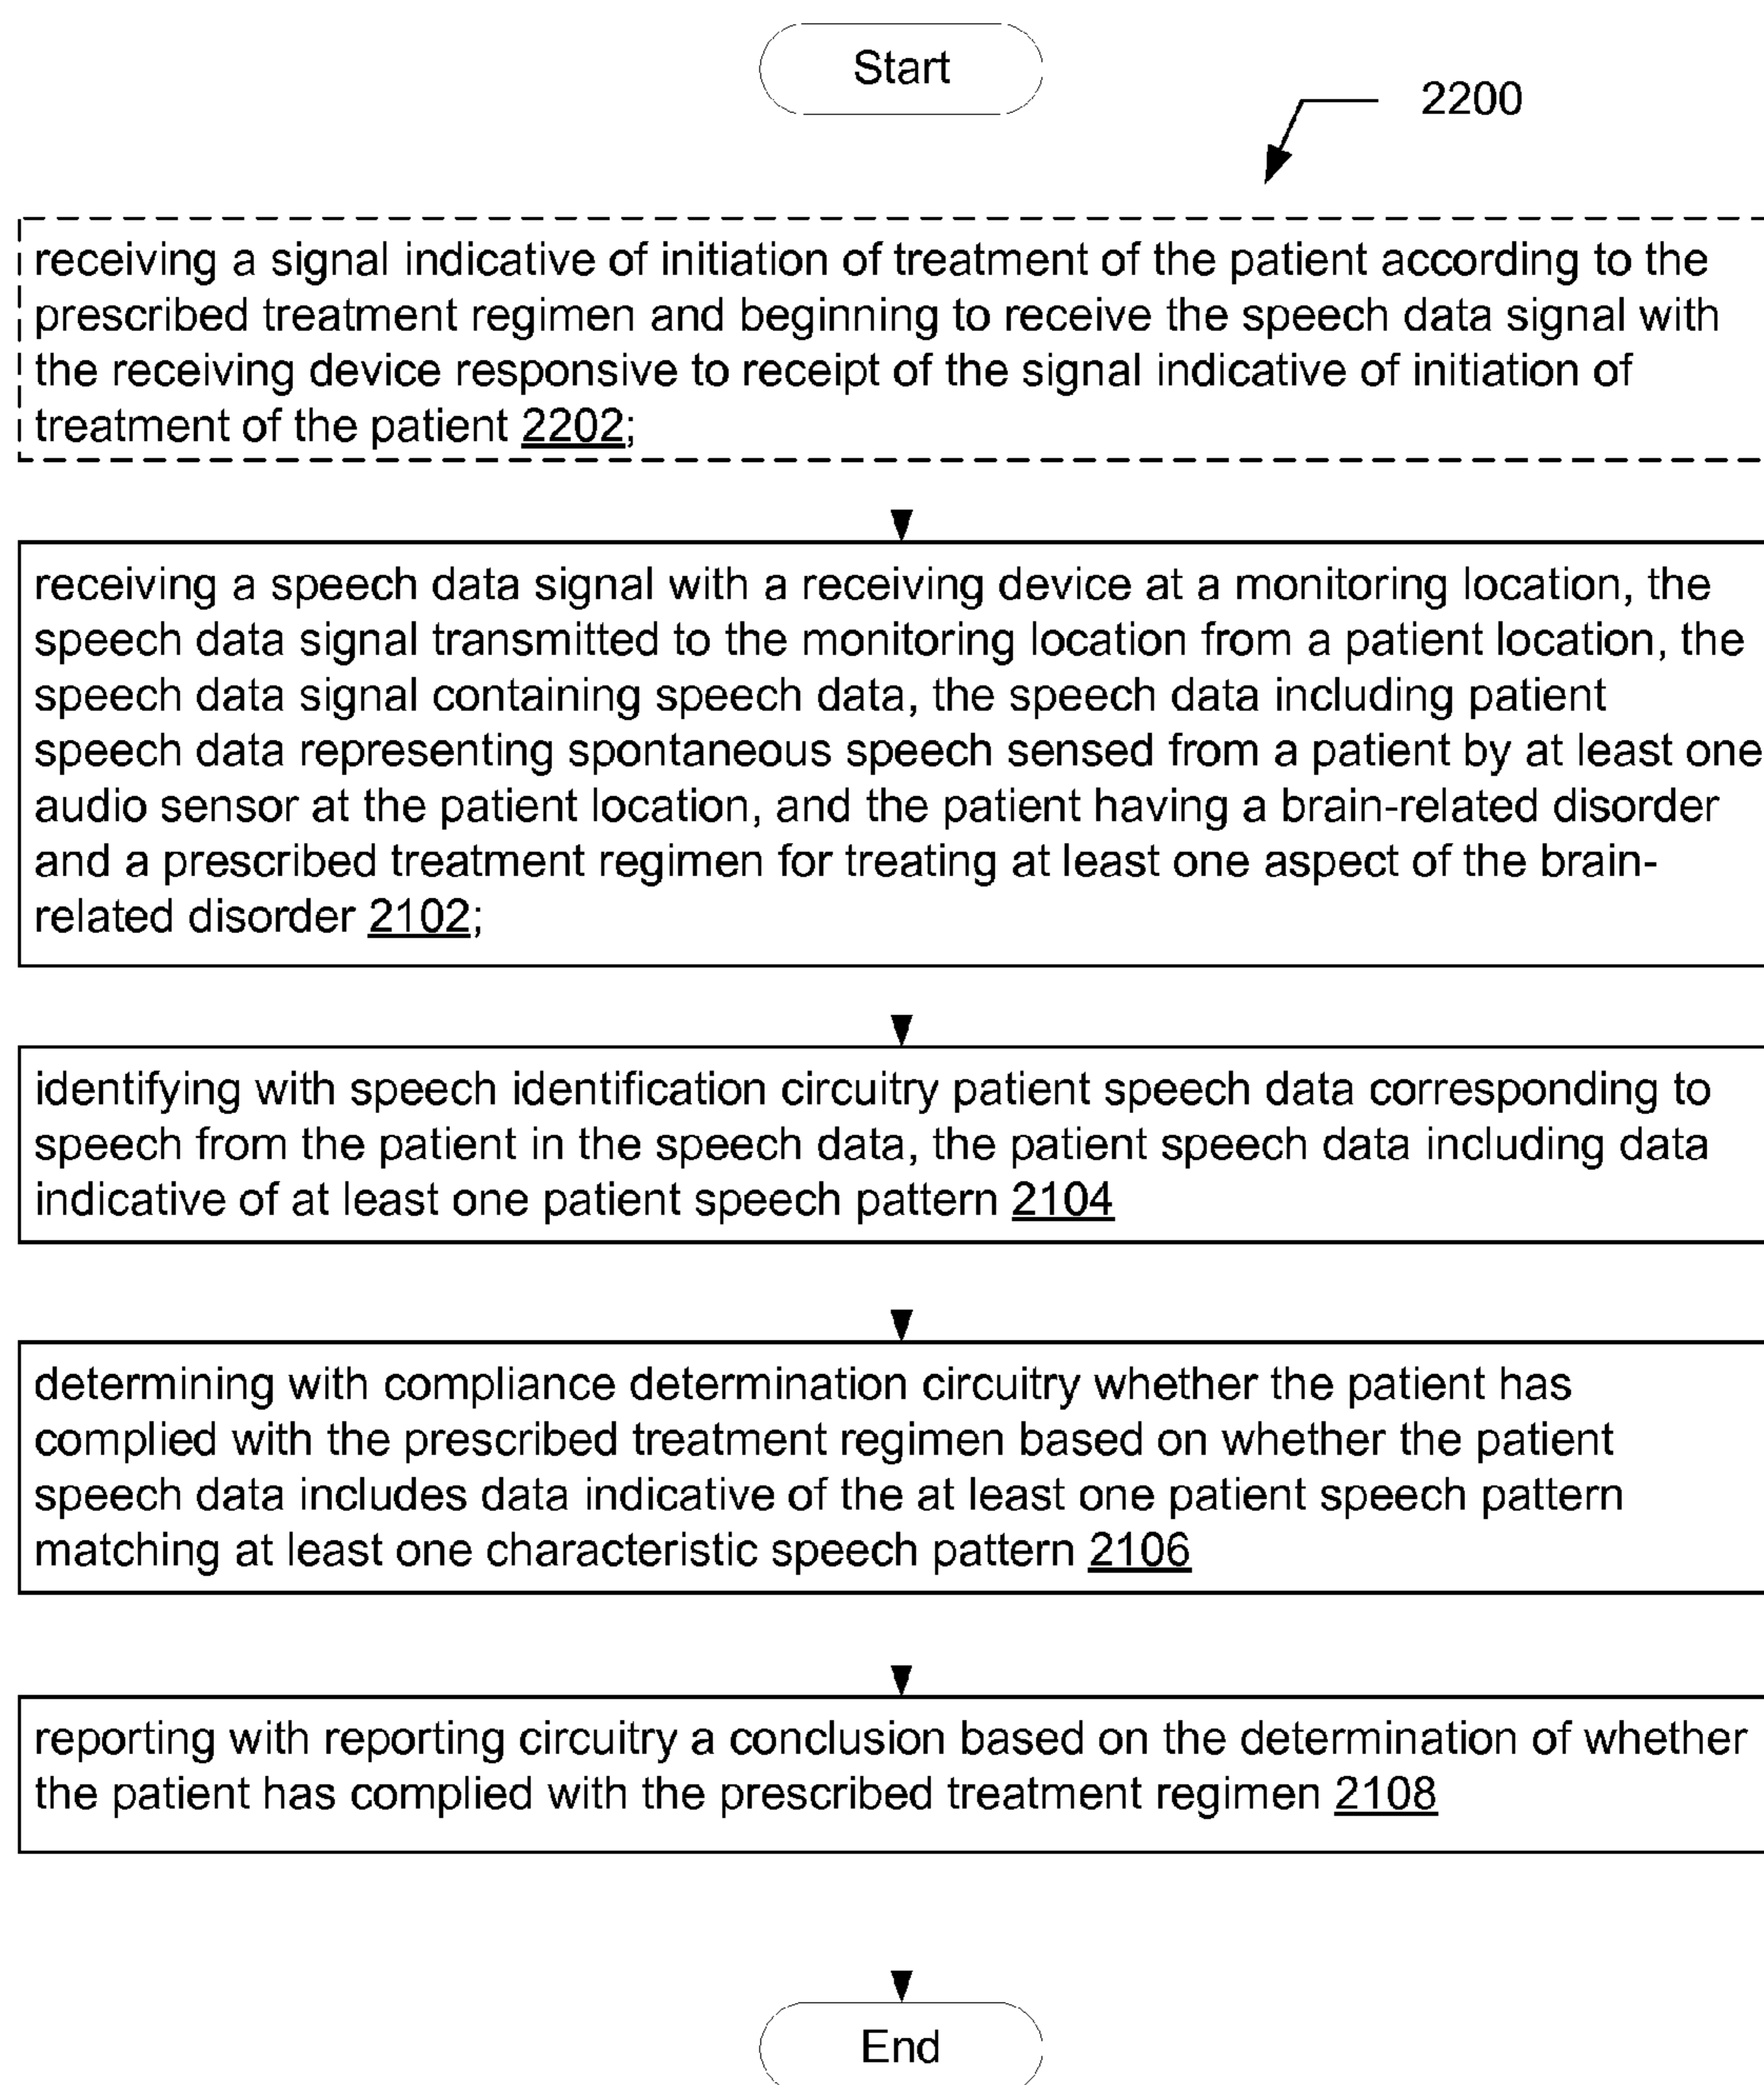 Start
2200
receiving a signal indicative of initiation of treatment of the patient according to the
prescribed treatment regimen and beginning to receive the speech data signal with
the receiving device responsive to receipt of the signal indicative of initiation of
treatment of the patient 2202;
receiving a speech data signal with a receiving device at a monitoring location, the
speech data signal transmitted to the monitoring location from a patient location, the
speech data signal containing speech data, the speech data including patient
speech data representing spontaneous speech sensed from a patient by at least one
audio sensor at the patient location, and the patient having a brain-related disorder
and a prescribed treatment regimen for treating at least one aspect of the brain-
related disorder 2102;
identifying with speech identification circuitry patient speech data corresponding to
speech from the patient in the speech data, the patient speech data including data
indicative of at least one patient speech pattern 2104
determining with compliance determination circuitry whether the patient has
complied with the prescribed treatment regimen based on whether the patient
speech data includes data indicative of the at least one patient speech pattern
matching at least one characteristic speech pattern 2106
reporting with reporting circuitry a conclusion based on the determination of whether
the patient has complied with the prescribed treatment regimen 2108
End